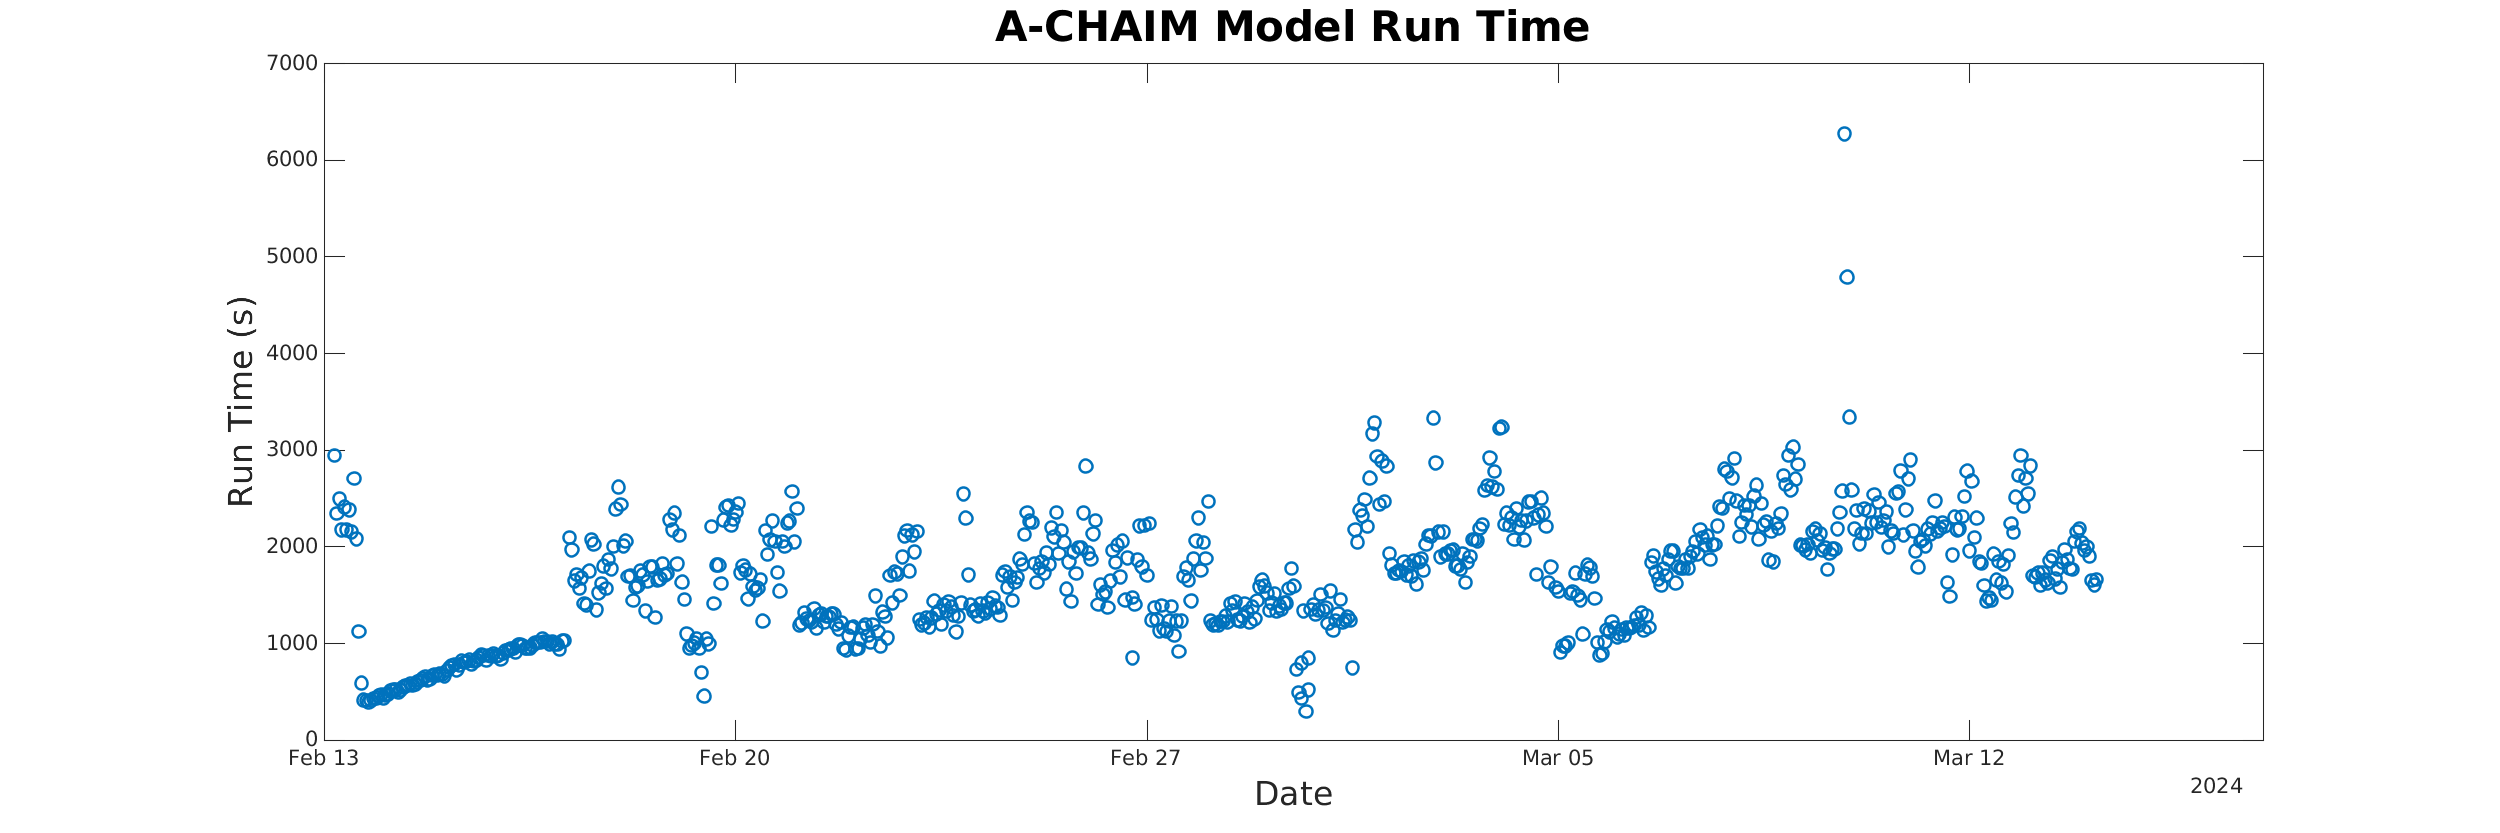 A-CHAIM Model Run Time
7000
6000
5000
4000
3000
2000
1000
0
Run Time (s)
Feb 13
Feb 20
Feb 27
Mar 05
Mar 12
2024
Date